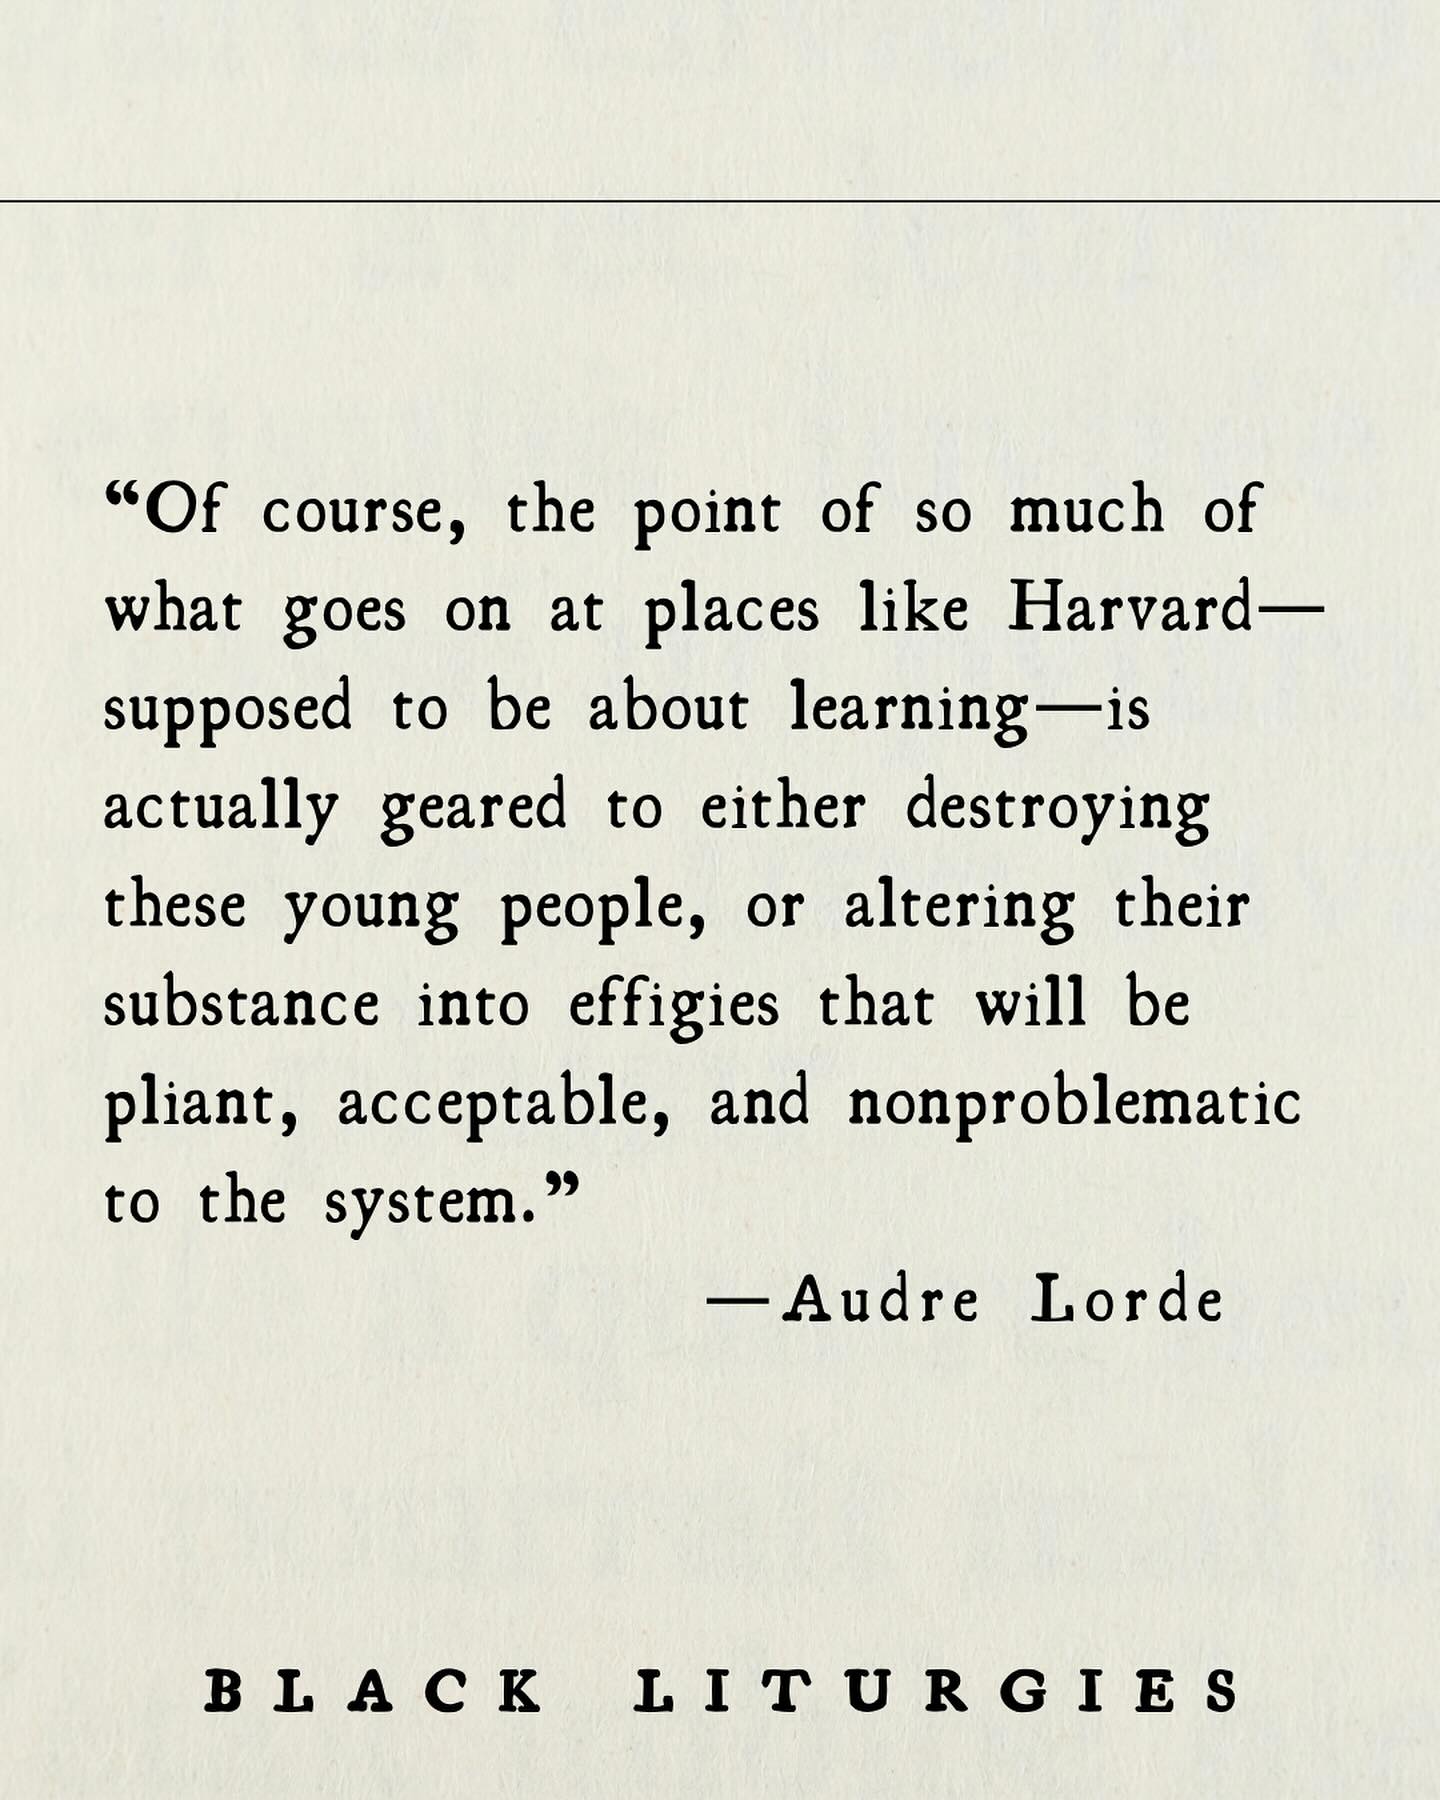 “Of course, the point of so much of
what goes on at places like Harvard—
supposed to be about learning—is
actually geared to either destroying
these young people, or altering their
substance into effigies that will be
pliant, acceptable, and nonproblematic
to the system.”
—Audre Lorde
BLACK LITURGIES